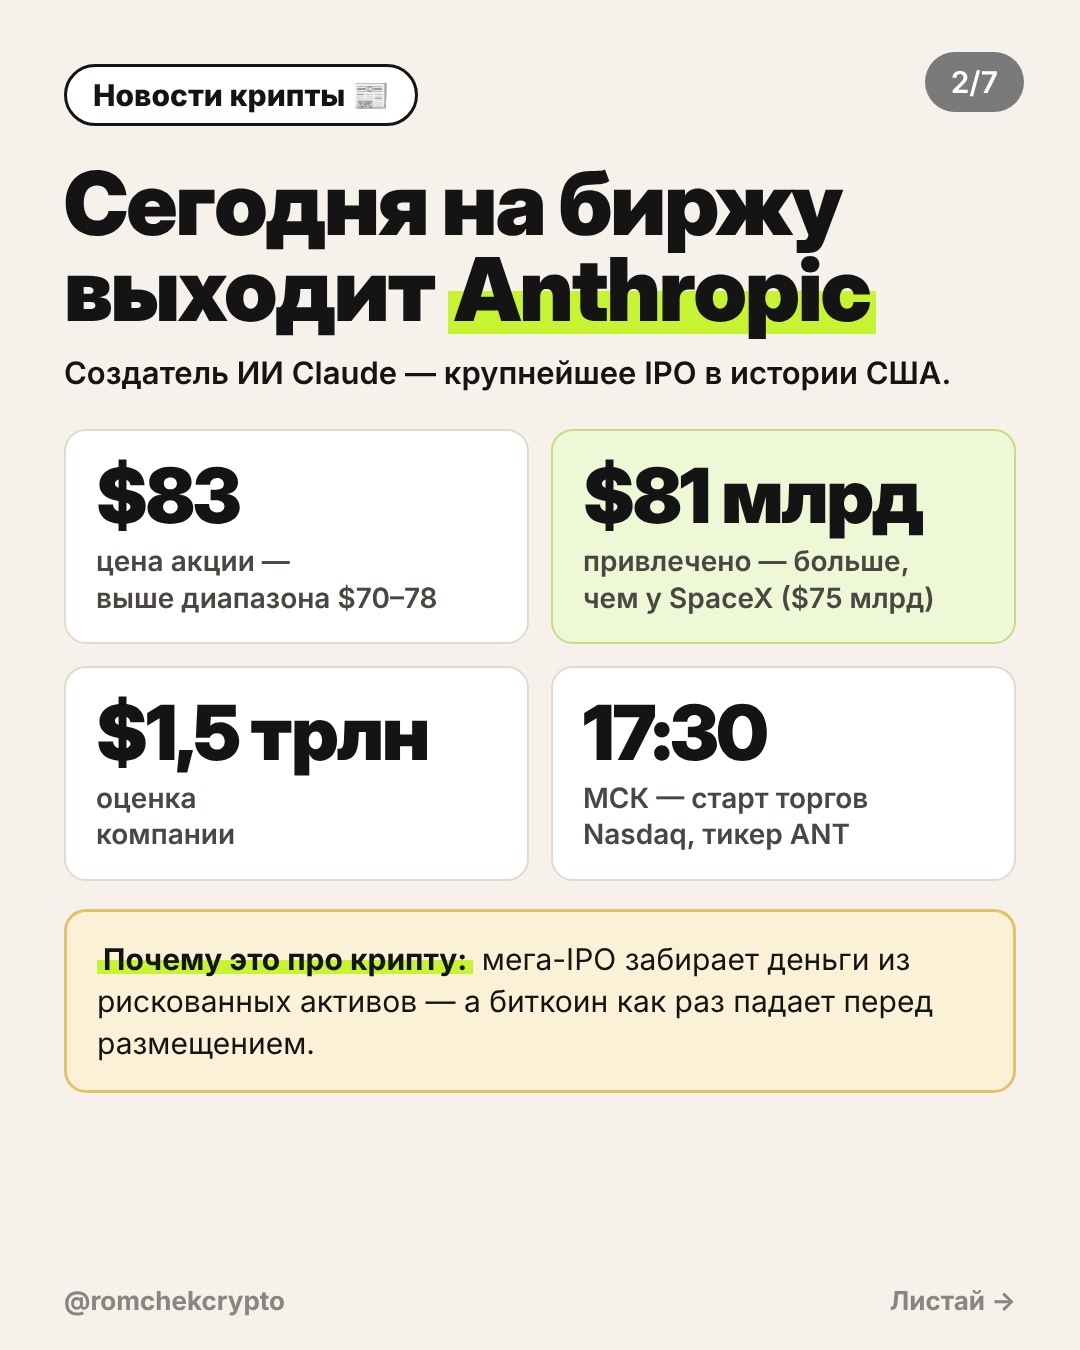 Новости крипты 📰
2/7
Сегодня на биржу
выходит Anthropic
Создатель ИИ Claude — крупнейшее IPO в истории США.
$83
цена акции —
выше диапазона $70–78
$81 млрд
привлечено — больше,
чем у SpaceX ($75 млрд)
$1,5 трлн
оценка
компании
17:30
МСК — старт торгов
Nasdaq, тикер ANT
Почему это про крипту: мега-IPO забирает деньги из
рискованных активов — а биткоин как раз падает перед
размещением.
@romchekcrypto
Листай →